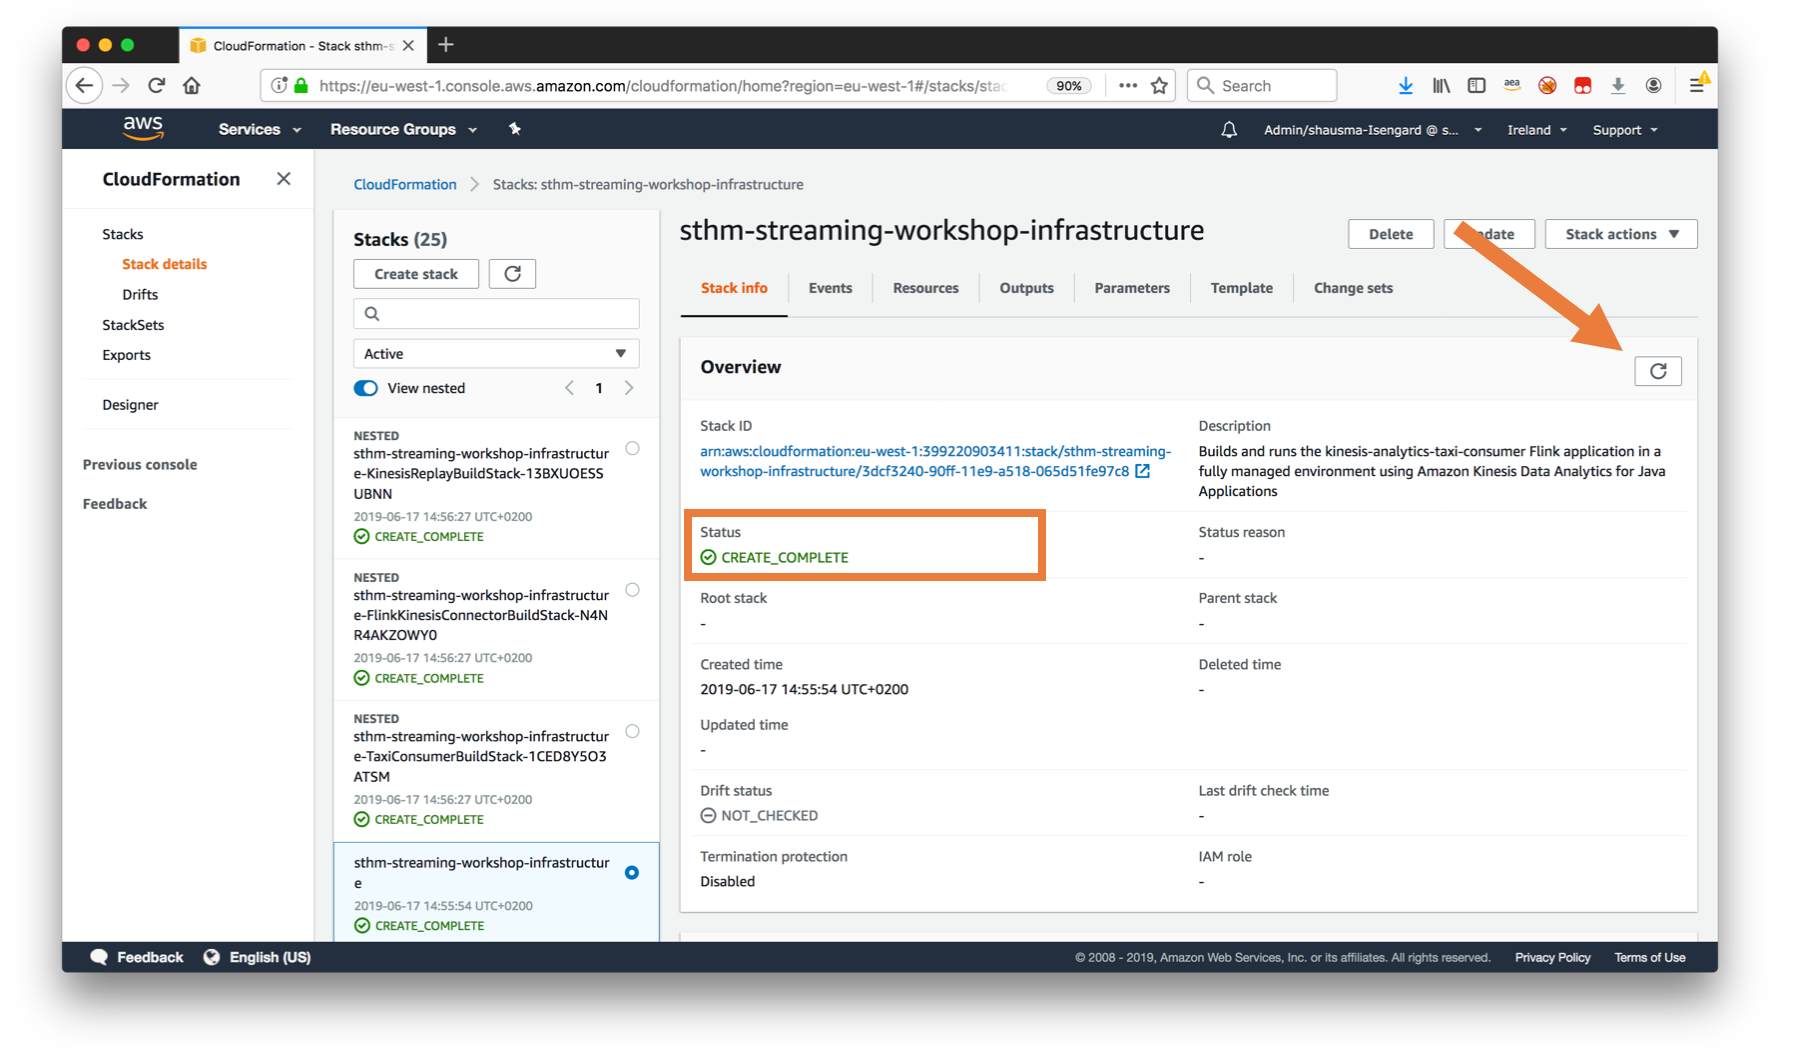 CloudFormation - Stack sthm-s
https://eu-west-1.console.aws.amazon.com/cloudformation/home?region=eu-west-1#/stacks/stac
90%
Search
aea
aws
Services
Resource Groups
Admin/shausma-Isengard @ s...
Ireland
Support
CloudFormation
Stacks
Stack details
Drifts
StackSets
Exports
Designer
Previous console
Feedback
CloudFormation
Stacks: sthm-streaming-workshop-infrastructure
Stacks (25)
Create stack
Active
View nested
1
NESTED
sthm-streaming-workshop-infrastructur
e-KinesisReplayBuildStack-13BXUOESS
UBNN
2019-06-17 14:56:27 UTC+0200
CREATE_COMPLETE
NESTED
sthm-streaming-workshop-infrastructur
e-FlinkKinesisConnectorBuildStack-N4N
R4AKZOWY0
2019-06-17 14:56:27 UTC+0200
CREATE_COMPLETE
NESTED
sthm-streaming-workshop-infrastructur
e-TaxiConsumerBuildStack-1CED8Y5O3
ATSM
2019-06-17 14:56:27 UTC+0200
CREATE_COMPLETE
sthm-streaming-workshop-infrastructur
e
2019-06-17 14:55:54 UTC+0200
CREATE_COMPLETE
sthm-streaming-workshop-infrastructure
Delete
Stack actions
Stack info
Events
Resources
Outputs
Parameters
Template
Change sets
Overview
Stack ID
arn:aws:cloudformation:eu-west-1:399220903411:stack/sthm-streaming-
workshop-infrastructure/3dcf3240-90ff-11e9-a518-065d51fe97c8
Description
Builds and runs the kinesis-analytics-taxi-consumer Flink application in a
fully managed environment using Amazon Kinesis Data Analytics for Java
Applications
Status
CREATE_COMPLETE
Status reason
-
Root stack
-
Parent stack
-
Created time
2019-06-17 14:55:54 UTC+0200
Deleted time
-
Updated time
-
Drift status
NOT_CHECKED
Last drift check time
-
Termination protection
Disabled
IAM role
-
Feedback
English (US)
© 2008 - 2019, Amazon Web Services, Inc. or its affiliates. All rights reserved.
Privacy Policy
Terms of Use